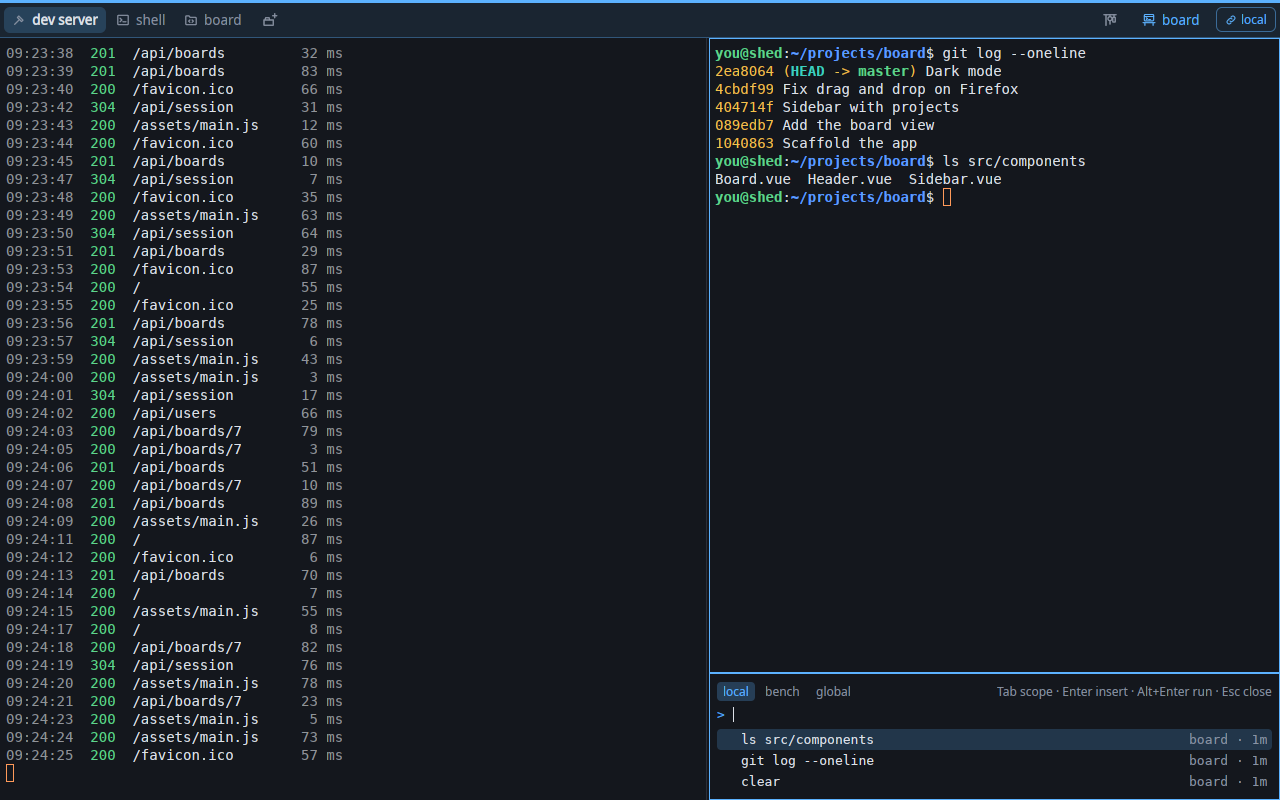 dev server shell board board local
09:23:38 201 /api/boards 32 ms
09:23:39 201 /api/boards 83 ms
09:23:40 200 /favicon.ico 66 ms
09:23:42 304 /api/session 31 ms
09:23:43 200 /assets/main.js 12 ms
09:23:44 200 /favicon.ico 60 ms
09:23:45 201 /api/boards 10 ms
09:23:47 304 /api/session 7 ms
09:23:48 200 /favicon.ico 35 ms
09:23:49 200 /assets/main.js 63 ms
09:23:50 304 /api/session 64 ms
09:23:51 201 /api/boards 29 ms
09:23:53 200 /favicon.ico 87 ms
09:23:54 200 / 55 ms
09:23:55 200 /favicon.ico 25 ms
09:23:56 201 /api/boards 78 ms
09:23:57 304 /api/session 6 ms
09:23:59 200 /assets/main.js 43 ms
09:24:00 200 /assets/main.js 3 ms
09:24:01 304 /api/session 17 ms
09:24:02 200 /api/users 66 ms
09:24:03 200 /api/boards/7 79 ms
09:24:05 200 /api/boards/7 3 ms
09:24:06 201 /api/boards 51 ms
09:24:07 200 /api/boards/7 10 ms
09:24:08 201 /api/boards 89 ms
09:24:09 200 /assets/main.js 26 ms
09:24:11 200 / 87 ms
09:24:12 200 /favicon.ico 6 ms
09:24:13 201 /api/boards 70 ms
09:24:14 200 / 7 ms
09:24:15 200 /assets/main.js 55 ms
09:24:17 200 / 8 ms
09:24:18 200 /api/boards/7 82 ms
09:24:19 304 /api/session 76 ms
09:24:20 200 /assets/main.js 78 ms
09:24:21 200 /api/boards/7 23 ms
09:24:23 200 /assets/main.js 5 ms
09:24:24 200 /assets/main.js 73 ms
09:24:25 200 /favicon.ico 57 ms
you@shed:~/projects/board$ git log --oneline
2ea8064 (HEAD -> master) Dark mode
4cbdf99 Fix drag and drop on Firefox
404714f Sidebar with projects
089edb7 Add the board view
1040863 Scaffold the app
you@shed:~/projects/board$ ls src/components
Board.vue Header.vue Sidebar.vue
you@shed:~/projects/board$
local bench global Tab scope · Enter insert · Alt+Enter run · Esc close
>
ls src/components board · 1m
git log --oneline board · 1m
clear board · 1m